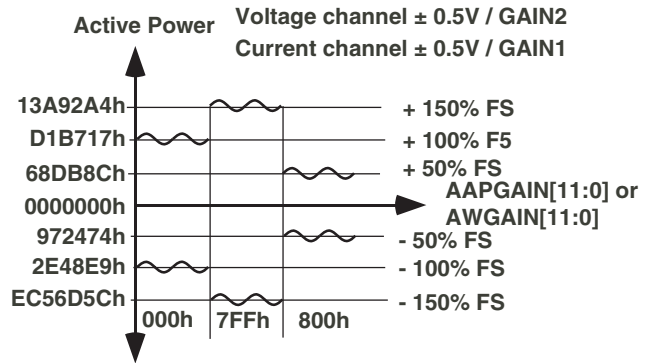 Active Power
Voltage channel ± 0.5V / GAIN2
Current channel ± 0.5V / GAIN1
13A92A4h
+ 150% FS
D1B717h
+ 100% F5
68DB8Ch
+ 50% FS
0000000h
AAPGAIN[11:0] or
AWGAIN[11:0]
972474h
- 50% FS
2E48E9h
- 100% FS
EC56D5Ch
- 150% FS
000h
7FFh
800h